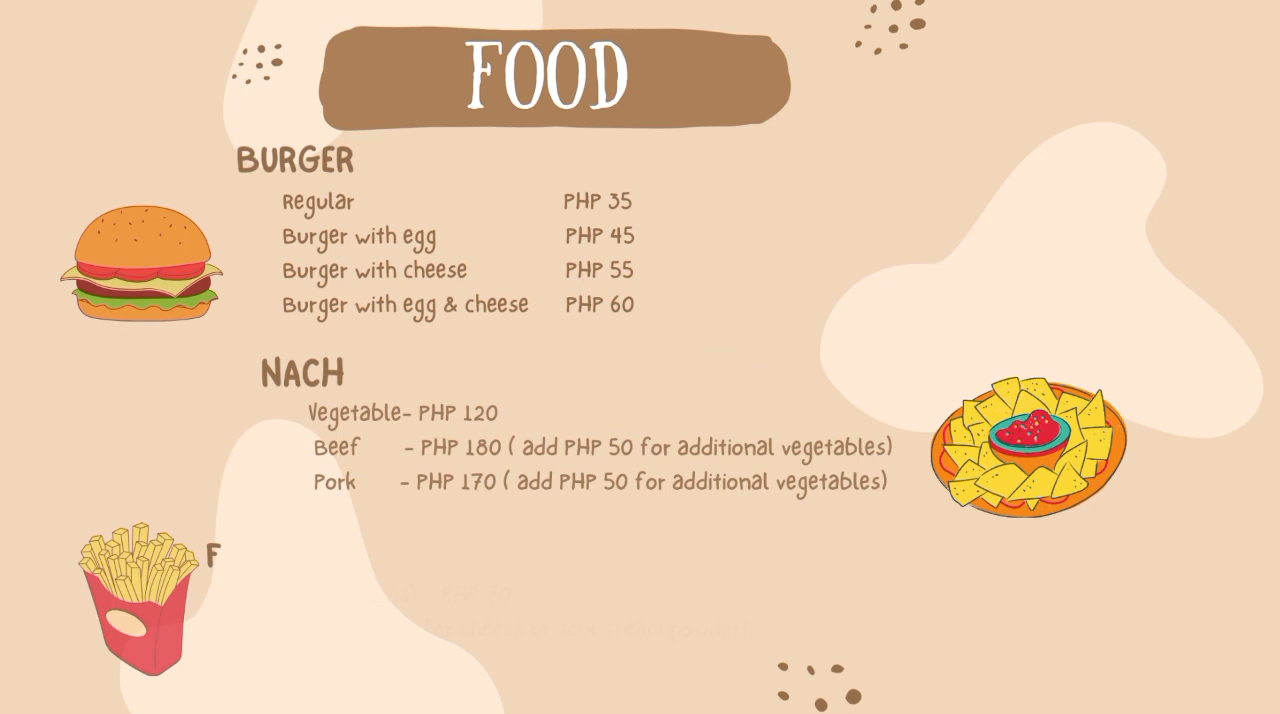 FOOD
BURGER
Regular PHP 35
Burger with egg PHP 45
Burger with cheese PHP 55
Burger with egg & cheese PHP 60
NACH
Vegetable- PHP 120
Beef - PHP 180 ( add PHP 50 for additional vegetables)
Pork - PHP 170 ( add PHP 50 for additional vegetables)
F